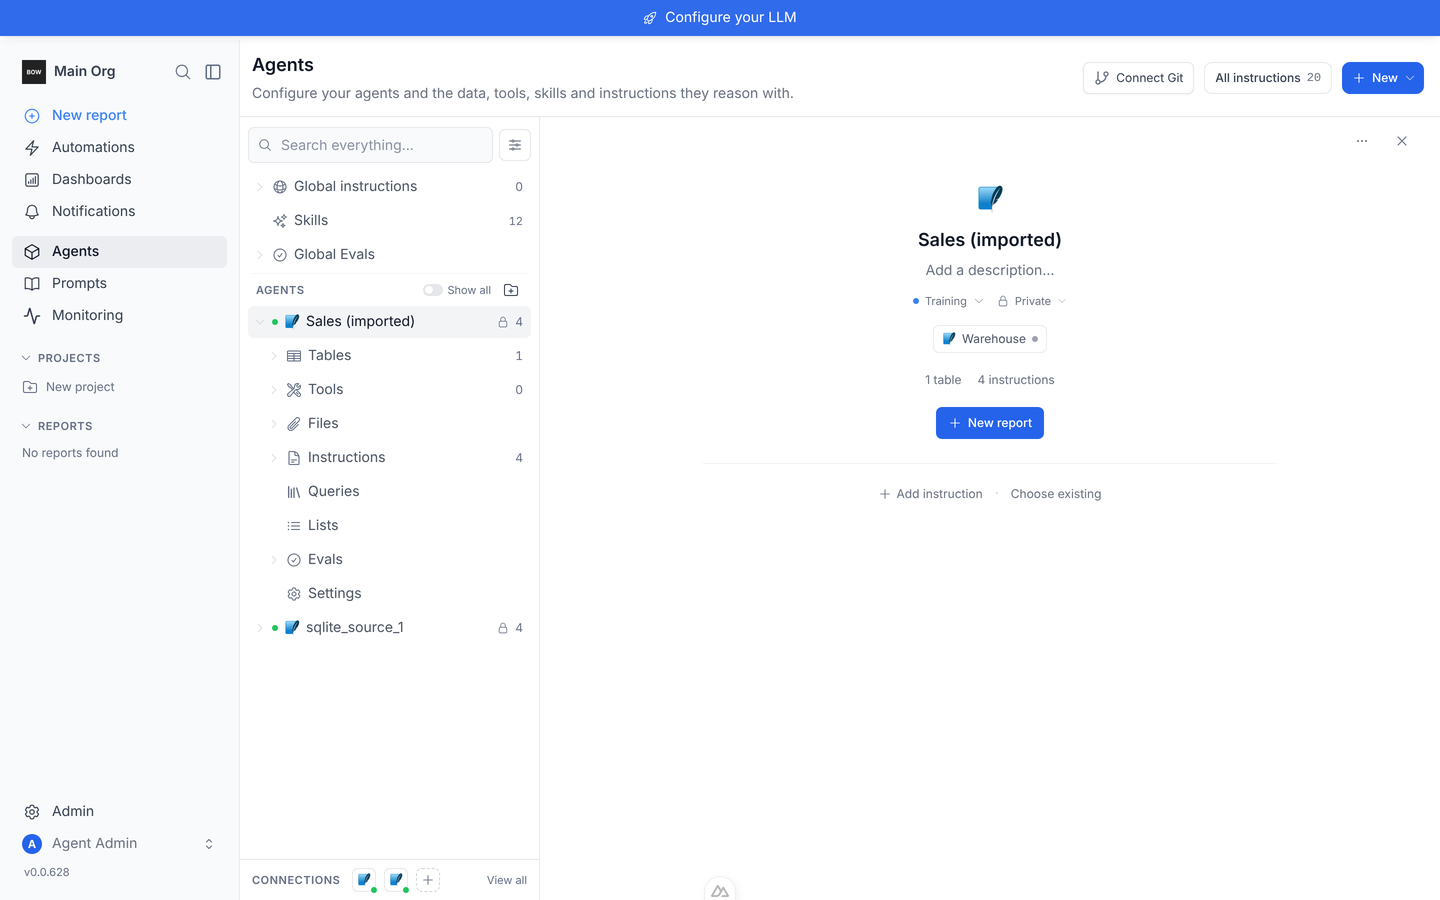 Configure your LLM
BOW
Main Org
New report
Automations
Dashboards
Notifications
Agents
Prompts
Monitoring
PROJECTS
New project
REPORTS
No reports found
Admin
A
Agent Admin
v0.0.628
Agents
Configure your agents and the data, tools, skills and instructions they reason with.
Connect Git
All instructions 20
New
Search everything...
Global instructions 0
Skills 12
Global Evals
AGENTS
Show all
Sales (imported) 4
Tables 1
Tools 0
Files
Instructions 4
Queries
Lists
Evals
Settings
sqlite_source_1 4
CONNECTIONS
View all
Sales (imported)
Add a description...
Training
Private
Warehouse
1 table 4 instructions
New report
Add instruction · Choose existing